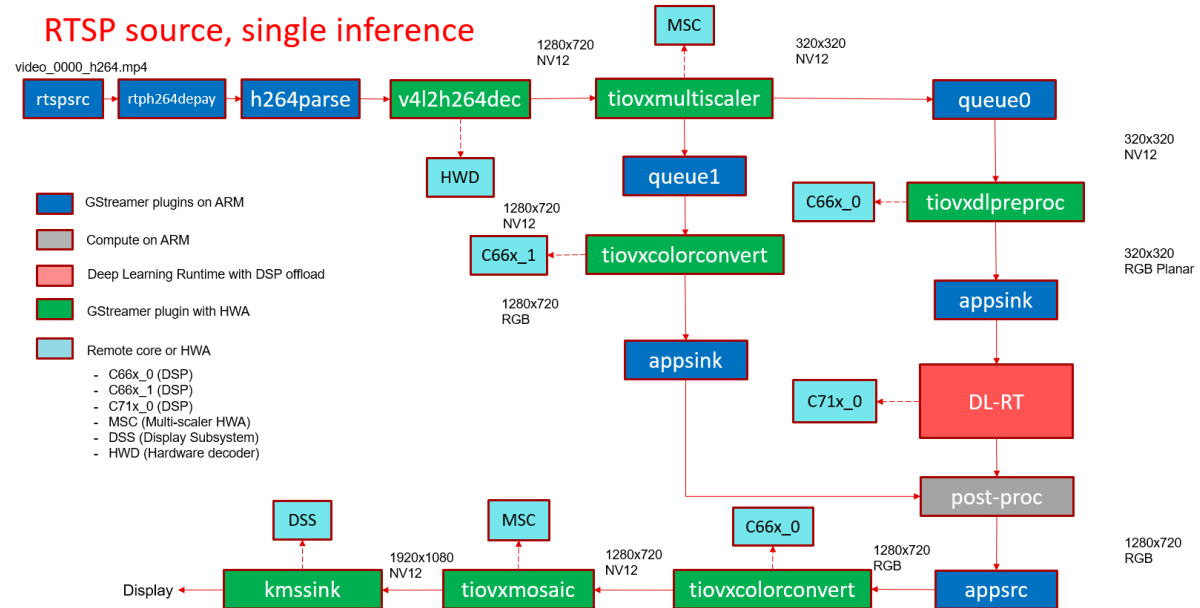 RTSP source, single inference
video_0000_h264.mp4
rtspsrc
rtph264depay
h264parse
v4l2h264dec
1280x720
NV12
tiovxmultiscaler
MSC
320x320
NV12
queue0
HWD
queue1
320x320
NV12
C66x_0
tiovxdlpreproc
1280x720
NV12
C66x_1
tiovxcolorconvert
320x320
RGB Planar
1280x720
RGB
appsink
appsink
C71x_0
DL-RT
post-proc
GStreamer plugins on ARM
Compute on ARM
Deep Learning Runtime with DSP offload
GStreamer plugin with HWA
Remote core or HWA
- C66x_0 (DSP)
- C66x_1 (DSP)
- C71x_0 (DSP)
- MSC (Multi-scaler HWA)
- DSS (Display Subsystem)
- HWD (Hardware decoder)
DSS
MSC
C66x_0
1280x720
RGB
Display
kmssink
1920x1080
NV12
tiovxmosaic
1280x720
NV12
tiovxcolorconvert
1280x720
RGB
appsrc